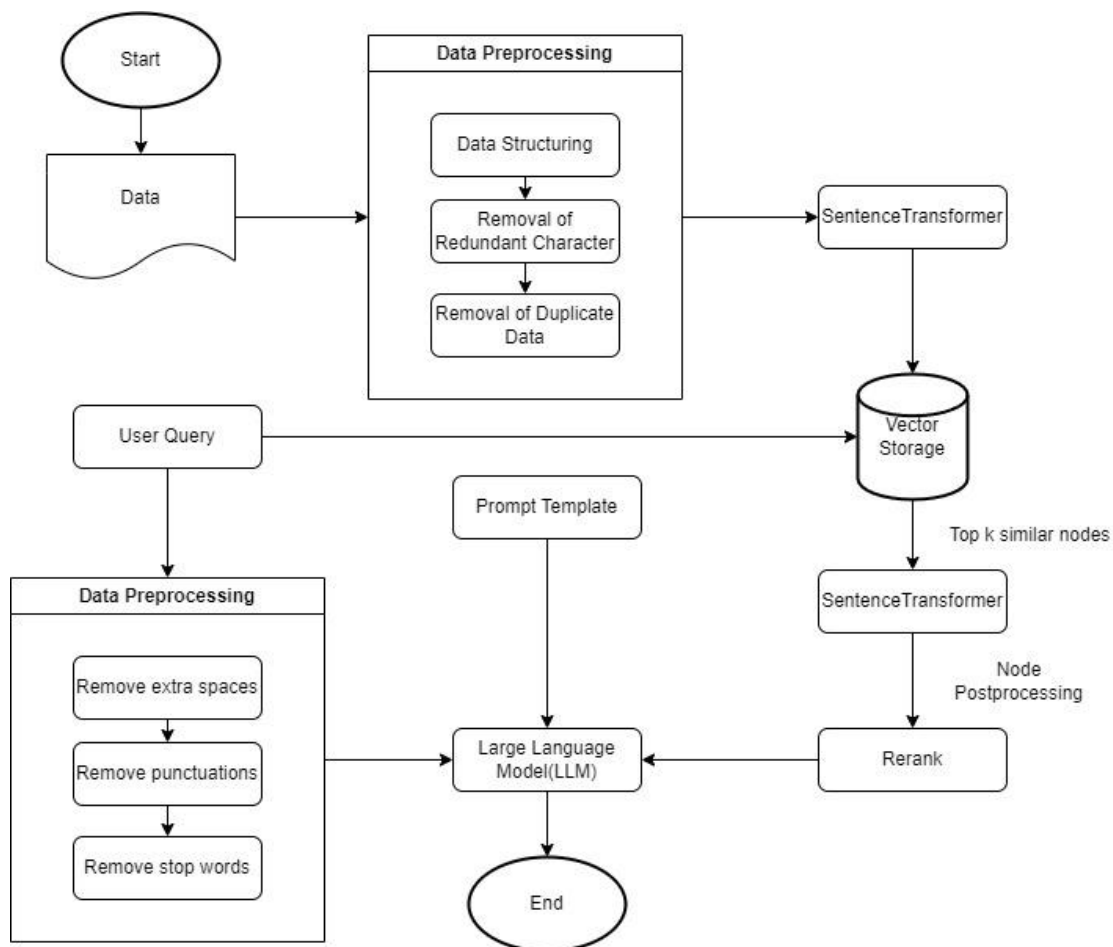 Start
Data
Data Preprocessing
Data Structuring
Removal of
Redundant Character
Removal of Duplicate
Data
SentenceTransformer
Vector
Storage
User Query
Prompt Template
Top k similar nodes
SentenceTransformer
Data Preprocessing
Remove extra spaces
Remove punctuations
Remove stop words
Node
Postprocessing
Large Language
Model(LLM)
Rerank
End